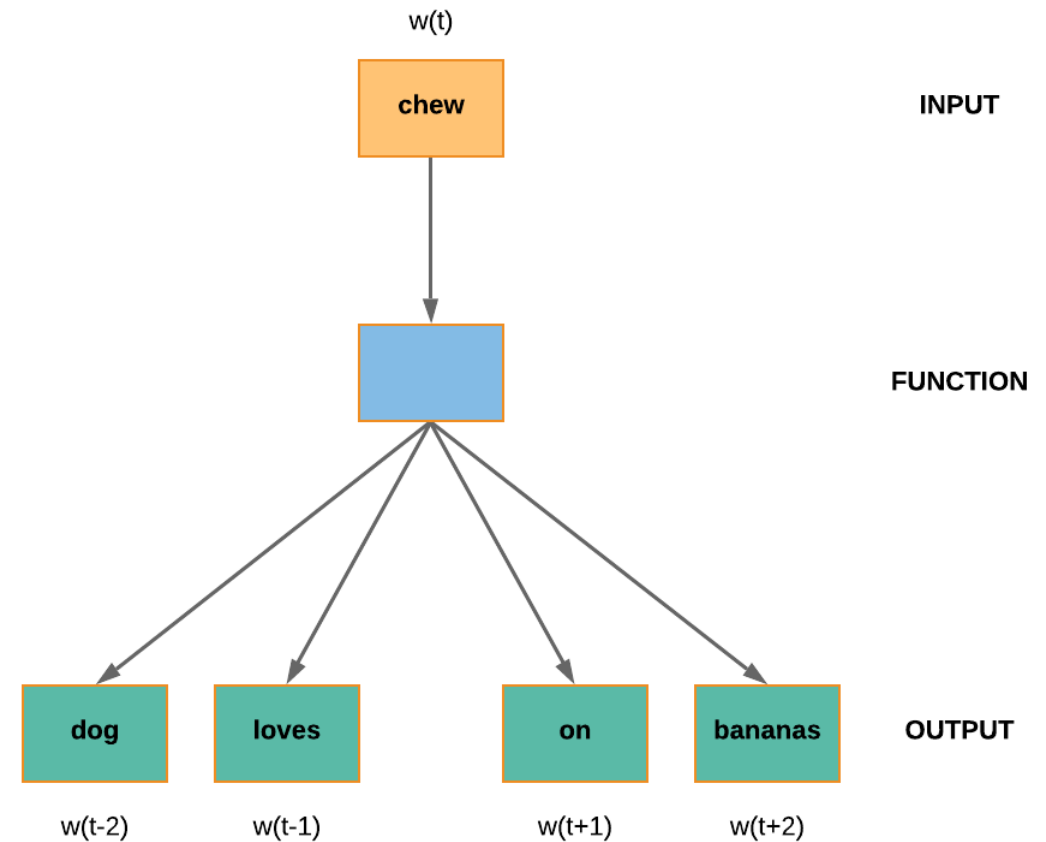 w(t)
chew
INPUT
FUNCTION
dog
loves
on
bananas
OUTPUT
w(t-2)
w(t-1)
w(t+1)
w(t+2)